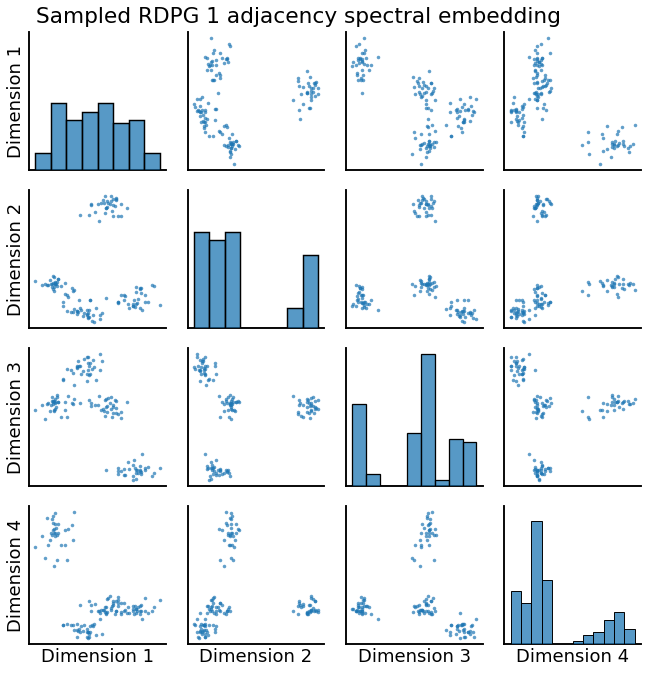 Sampled RDPG 1 adjacency spectral embedding
Dimension 1
Dimension 2
Dimension 3
Dimension 4
Dimension 1 Dimension 2 Dimension 3 Dimension 4